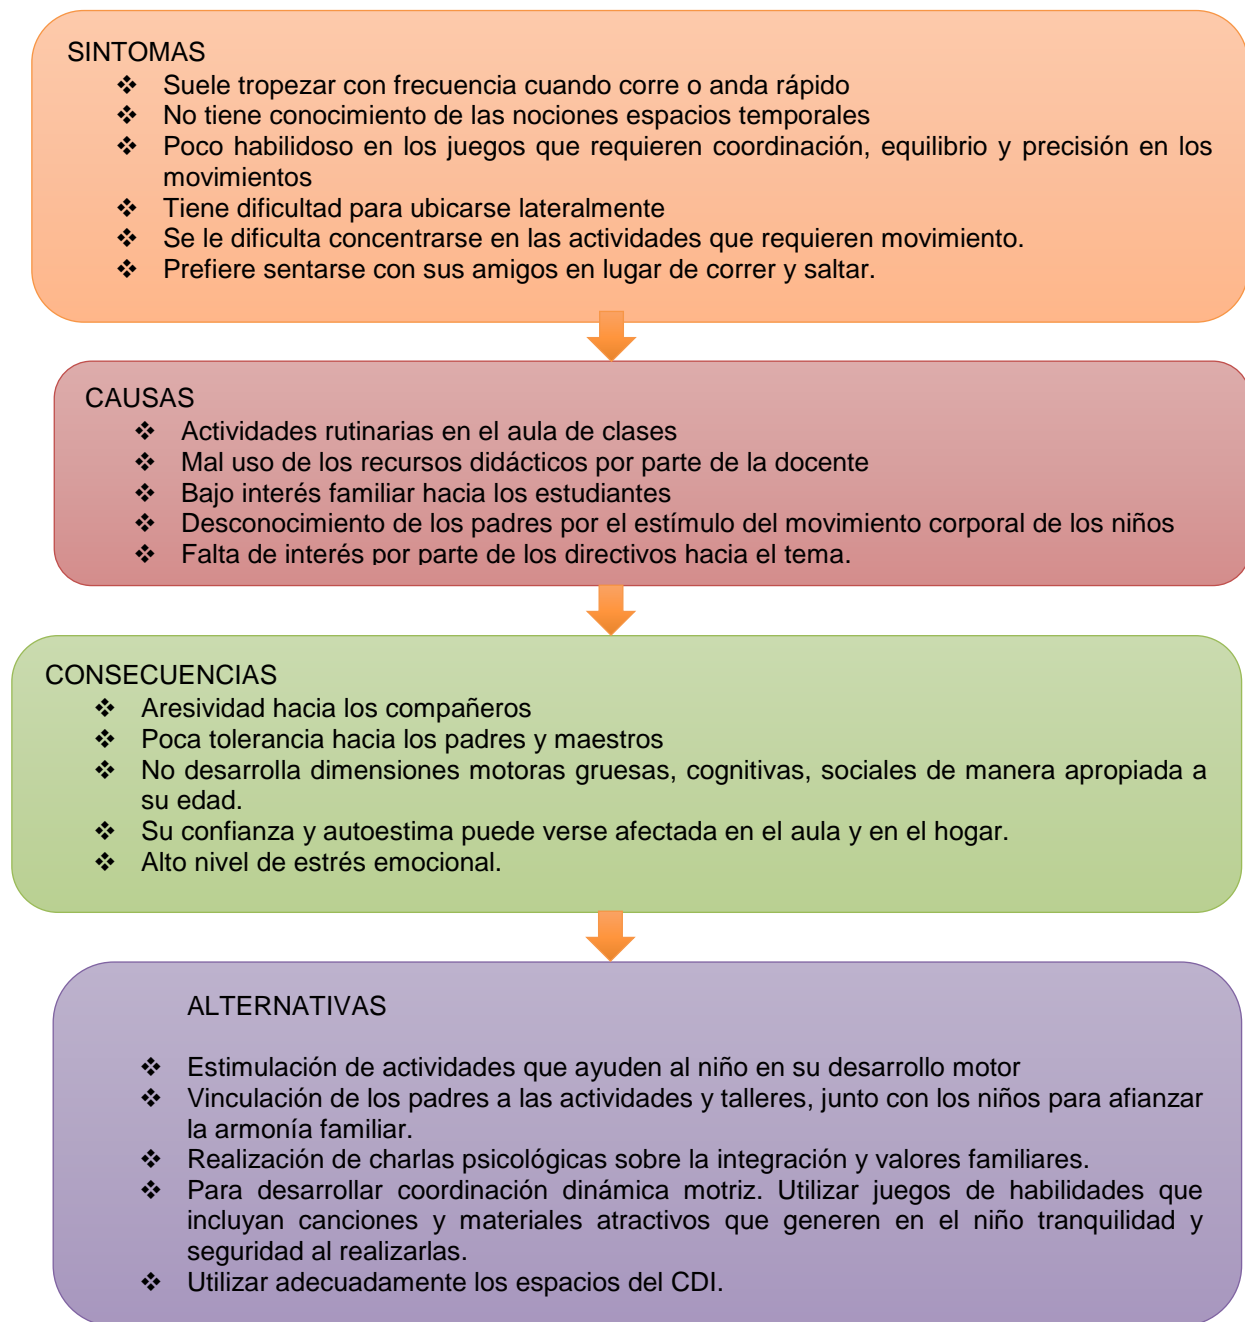 SINTOMAS
❖ Suele tropezar con frecuencia cuando corre o anda rápido
❖ No tiene conocimiento de las nociones espacios temporales
❖ Poco habilidoso en los juegos que requieren coordinación, equilibrio y precisión en los
movimientos
❖ Tiene dificultad para ubicarse lateralmente
❖ Se le dificulta concentrarse en las actividades que requieren movimiento.
❖ Prefiere sentarse con sus amigos en lugar de correr y saltar.
CAUSAS
❖ Actividades rutinarias en el aula de clases
❖ Mal uso de los recursos didácticos por parte de la docente
❖ Bajo interés familiar hacia los estudiantes
❖ Desconocimiento de los padres por el estímulo del movimiento corporal de los niños
❖ Falta de interés por parte de los directivos hacia el tema.
CONSECUENCIAS
❖ Aresividad hacia los compañeros
❖ Poca tolerancia hacia los padres y maestros
❖ No desarrolla dimensiones motoras gruesas, cognitivas, sociales de manera apropiada a
su edad.
❖ Su confianza y autoestima puede verse afectada en el aula y en el hogar.
❖ Alto nivel de estrés emocional.
ALTERNATIVAS
❖ Estimulación de actividades que ayuden al niño en su desarrollo motor
❖ Vinculación de los padres a las actividades y talleres, junto con los niños para afianzar
la armonía familiar.
❖ Realización de charlas psicológicas sobre la integración y valores familiares.
❖ Para desarrollar coordinación dinámica motriz. Utilizar juegos de habilidades que
incluyan canciones y materiales atractivos que generen en el niño tranquilidad y
seguridad al realizarlas.
❖ Utilizar adecuadamente los espacios del CDI.